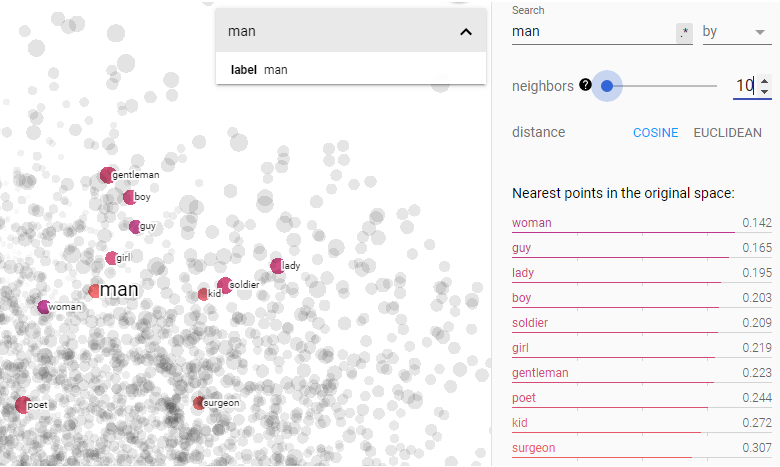 man
label man
gentleman
boy
guy
girl
lady
man
soldier
kid
woman
poet
surgeon
Search
man .* by
neighbors ? 10
distance COSINE EUCLIDEAN
Nearest points in the original space:
woman 0.142
guy 0.165
lady 0.195
boy 0.203
soldier 0.209
girl 0.219
gentleman 0.223
poet 0.244
kid 0.272
surgeon 0.307